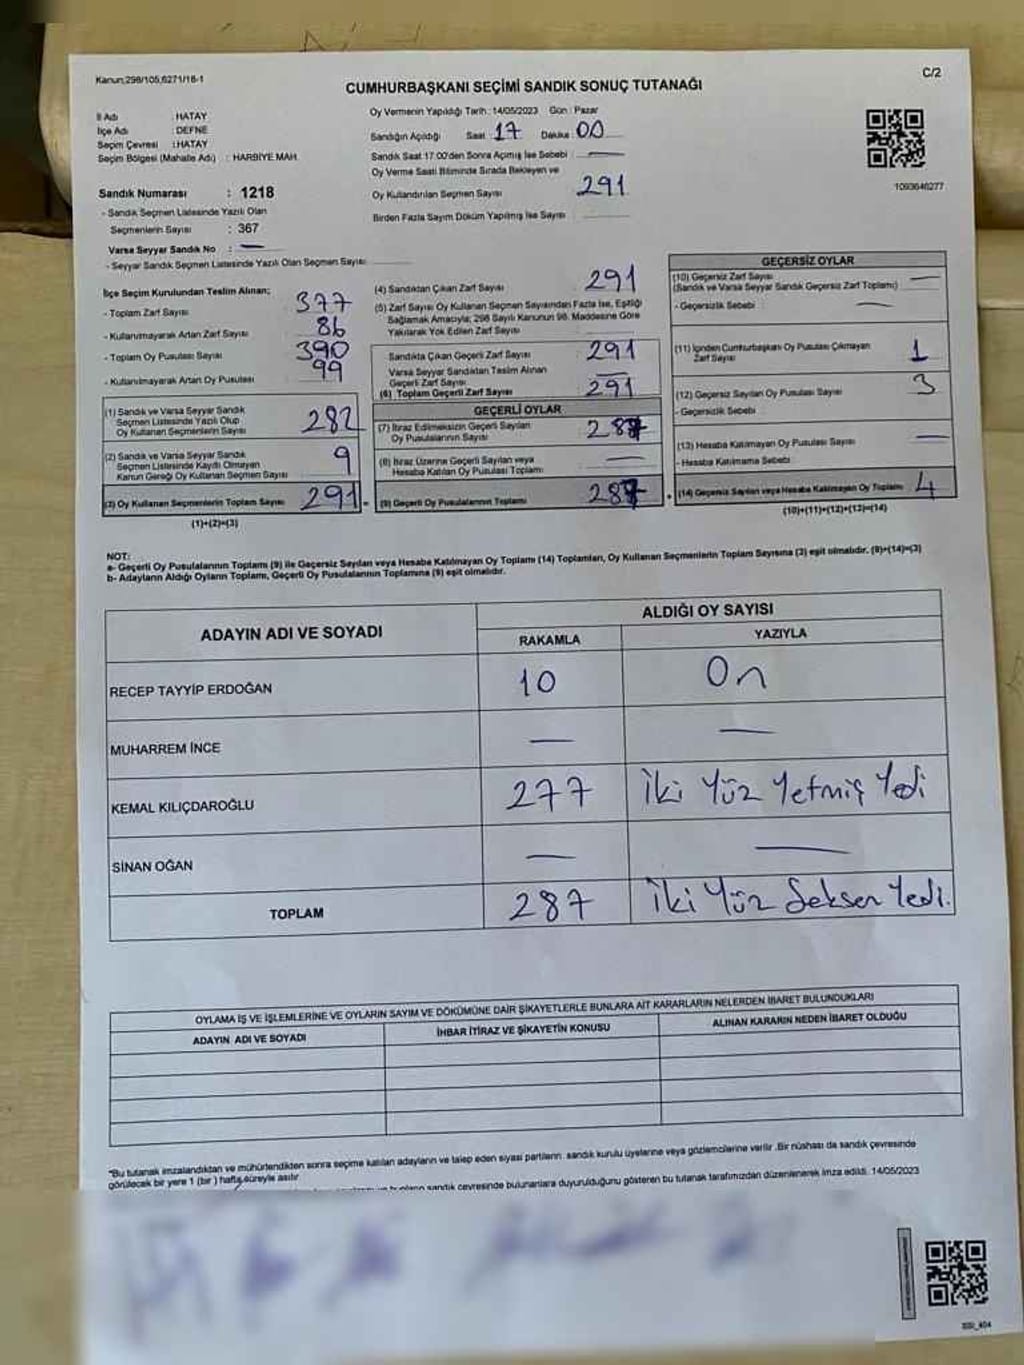 Kanun;298/105,6271/18-1
C/2
CUMHURBAŞKANI SEÇİMİ SANDIK SONUÇ TUTANAĞI
İl Adı : HATAY
İlçe Adı : DEFNE
Seçim Çevresi : HATAY
Seçim Bölgesi (Mahalle Adı) : HARBİYE MAH.
Sandık Numarası : 1218
- Sandık Seçmen Listesinde Yazılı Olan
Seçmenlerin Sayısı : 367
Varsa Seyyar Sandık No : —
- Seyyar Sandık Seçmen Listesinde Yazılı Olan Seçmen Sayısı
Oy Vermenin Yapıldığı Tarih : 14/05/2023 Gün : Pazar
Sandığın Açıldığı Saat : 17 Dakika : 00
Sandık Saat 17.00'den Sonra Açılmış İse Sebebi : —
Oy Verme Saati Bitiminde Sırada Bekleyen ve
Oy Kullandırılan Seçmen Sayısı 291
Birden Fazla Sayım Döküm Yapılmış İse Sayısı
1093646277
İlçe Seçim Kurulundan Teslim Alınan;
- Toplam Zarf Sayısı 377
- Kullanılmayarak Artan Zarf Sayısı 86
- Toplam Oy Pusulası Sayısı 390
- Kullanılmayarak Artan Oy Pusulası 99
(1) Sandık ve Varsa Seyyar Sandık
Seçmen Listesinde Yazılı Olup
Oy Kullanan Seçmenlerin Sayısı 282
(2) Sandık ve Varsa Seyyar Sandık
Seçmen Listesinde Kaydı Olmayan
Kanun Gereği Oy Kullanan Seçmen Sayısı 9
(3) Oy Kullanan Seçmenlerin Toplam Sayısı 291
(1)+(2)=(3)
(4) Sandıktan Çıkan Zarf Sayısı 291
(5) Zarf Sayısı Oy Kullanan Seçmen Sayısından Fazla İse, Eşitliği
Sağlamak Amacıyla; 298 Sayılı Kanunun 98. Maddesine Göre
Yakılarak Yok Edilen Zarf Sayısı
Sandıkta Çıkan Geçerli Zarf Sayısı 291
Varsa Seyyar Sandıktan Teslim Alınan
Geçerli Zarf Sayısı —
(6) Toplam Geçerli Zarf Sayısı 291
GEÇERLİ OYLAR
(7) İtiraz Edilmeksizin Geçerli Sayılan
Oy Pusulalarının Sayısı 287
(8) İtiraz Üzerine Geçerli Sayılan veya
Hesaba Katılan Oy Pusulası Toplamı —
(9) Geçerli Oy Pusulalarının Toplamı 287
GEÇERSİZ OYLAR
(10) Geçersiz Zarf Sayısı —
(Sandık ve Varsa Seyyar Sandık Geçersiz Zarf Toplamı)
- Geçersizlik Sebebi : —
(11) İçinden Cumhurbaşkanı Oy Pusulası Çıkmayan
Zarf Sayısı 1
(12) Geçersiz Sayılan Oy Pusulası Sayısı 3
- Geçersizlik Sebebi :
(13) Hesaba Katılmayan Oy Pusulası Sayısı —
- Hesaba Katılmama Sebebi :
(14) Geçersiz Sayılan veya Hesaba Katılmayan Oy Toplamı 4
(10)+(11)+(12)+(13)=(14)
NOT:
a- Geçerli Oy Pusulalarının Toplamı (9) ile Geçersiz Sayılan veya Hesaba Katılmayan Oy Toplamı (14) Toplamları, Oy Kullanan Seçmenlerin Toplam Sayısına (3) eşit olmalıdır. (9)+(14)=(3)
b- Adayların Aldığı Oyların Toplamı, Geçerli Oy Pusulalarının Toplamına (9) eşit olmalıdır.
ADAYIN ADI VE SOYADI
ALDIĞI OY SAYISI
RAKAMLA YAZIYLA
RECEP TAYYİP ERDOĞAN 10 On
MUHARREM İNCE — —
KEMAL KILIÇDAROĞLU 277 İki Yüz Yetmiş Yedi
SİNAN OĞAN — —
TOPLAM 287 İki Yüz Seksen Yedi.
OYLAMA İŞ VE İŞLEMLERİNE VE OYLARIN SAYIM VE DÖKÜMÜNE DAİR ŞİKAYETLERLE BUNLARA AİT KARARLARIN NELERDEN İBARET BULUNDUKLARI
ADAYIN ADI VE SOYADI İHBAR İTİRAZ VE ŞİKAYETİN KONUSU ALINAN KARARIN NEDEN İBARET OLDUĞU
*Bu tutanak imzalandıktan ve mühürlendikten sonra seçime katılan adayların ve talep eden siyasi partilerin sandık kurulu üyelerine veya gözlemcilerine verilir .Bir nüshası da sandık çevresinde
görülecek bir yere 1 (bir ) hafta süreyle asılır
sandık çevresinde bulunanlara duyurulduğunu gösteren bu tutanak tarafımızdan düzenlenerek imza edildi. 14/05/2023